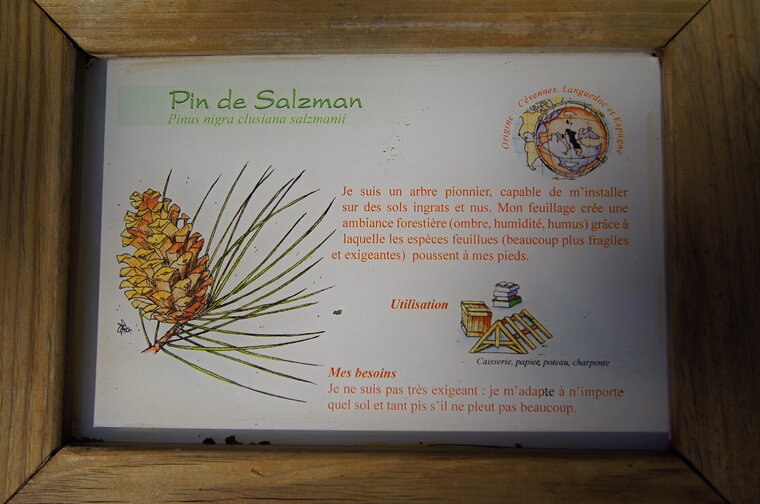 Pin de Salzman
Pinus nigra clusiana salzmanii
Origine : Cévennes, Languedoc et Espagne
Je suis un arbre pionnier, capable de m'installer
sur des sols ingrats et nus. Mon feuillage crée une
ambiance forestière (ombre, humidité, humus) grâce à
laquelle les espèces feuillues (beaucoup plus fragiles
et exigeantes) poussent à mes pieds.
Utilisation
Caisserie, papier, poteau, charpente
Mes besoins
Je ne suis pas très exigeant : je m'adapte à n'importe
quel sol et tant pis s'il ne pleut pas beaucoup.